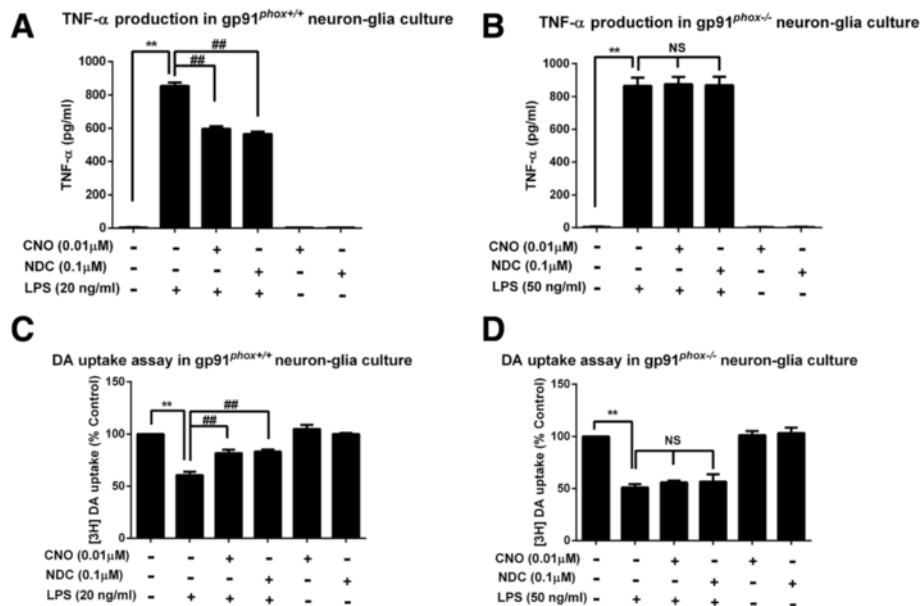 A
TNF-α production in gp91phox+/+ neuron-glia culture
**
##
##
TNF-α (pg/ml)
1000
800
600
400
200
0
CNO (0.01μM) - - + - + -
NDC (0.1μM) - - - + - +
LPS (20 ng/ml) - + + + - -
B
TNF-α production in gp91phox-/- neuron-glia culture
**
NS
TNF-α (pg/ml)
1000
800
600
400
200
0
CNO (0.01μM) - - + - + -
NDC (0.1μM) - - - + - +
LPS (50 ng/ml) - + + + - -
C
DA uptake assay in gp91phox+/+ neuron-glia culture
**
##
##
[3H] DA uptake (% Control)
150
100
50
0
CNO (0.01μM) - - + - + -
NDC (0.1μM) - - - + - +
LPS (20 ng/ml) - + + + - -
D
DA uptake assay in gp91phox-/- neuron-glia culture
**
NS
[3H] DA uptake (% Control)
150
100
50
0
CNO (0.01μM) - - + - + -
NDC (0.1μM) - - - + - +
LPS (50 ng/ml) - + + + - -